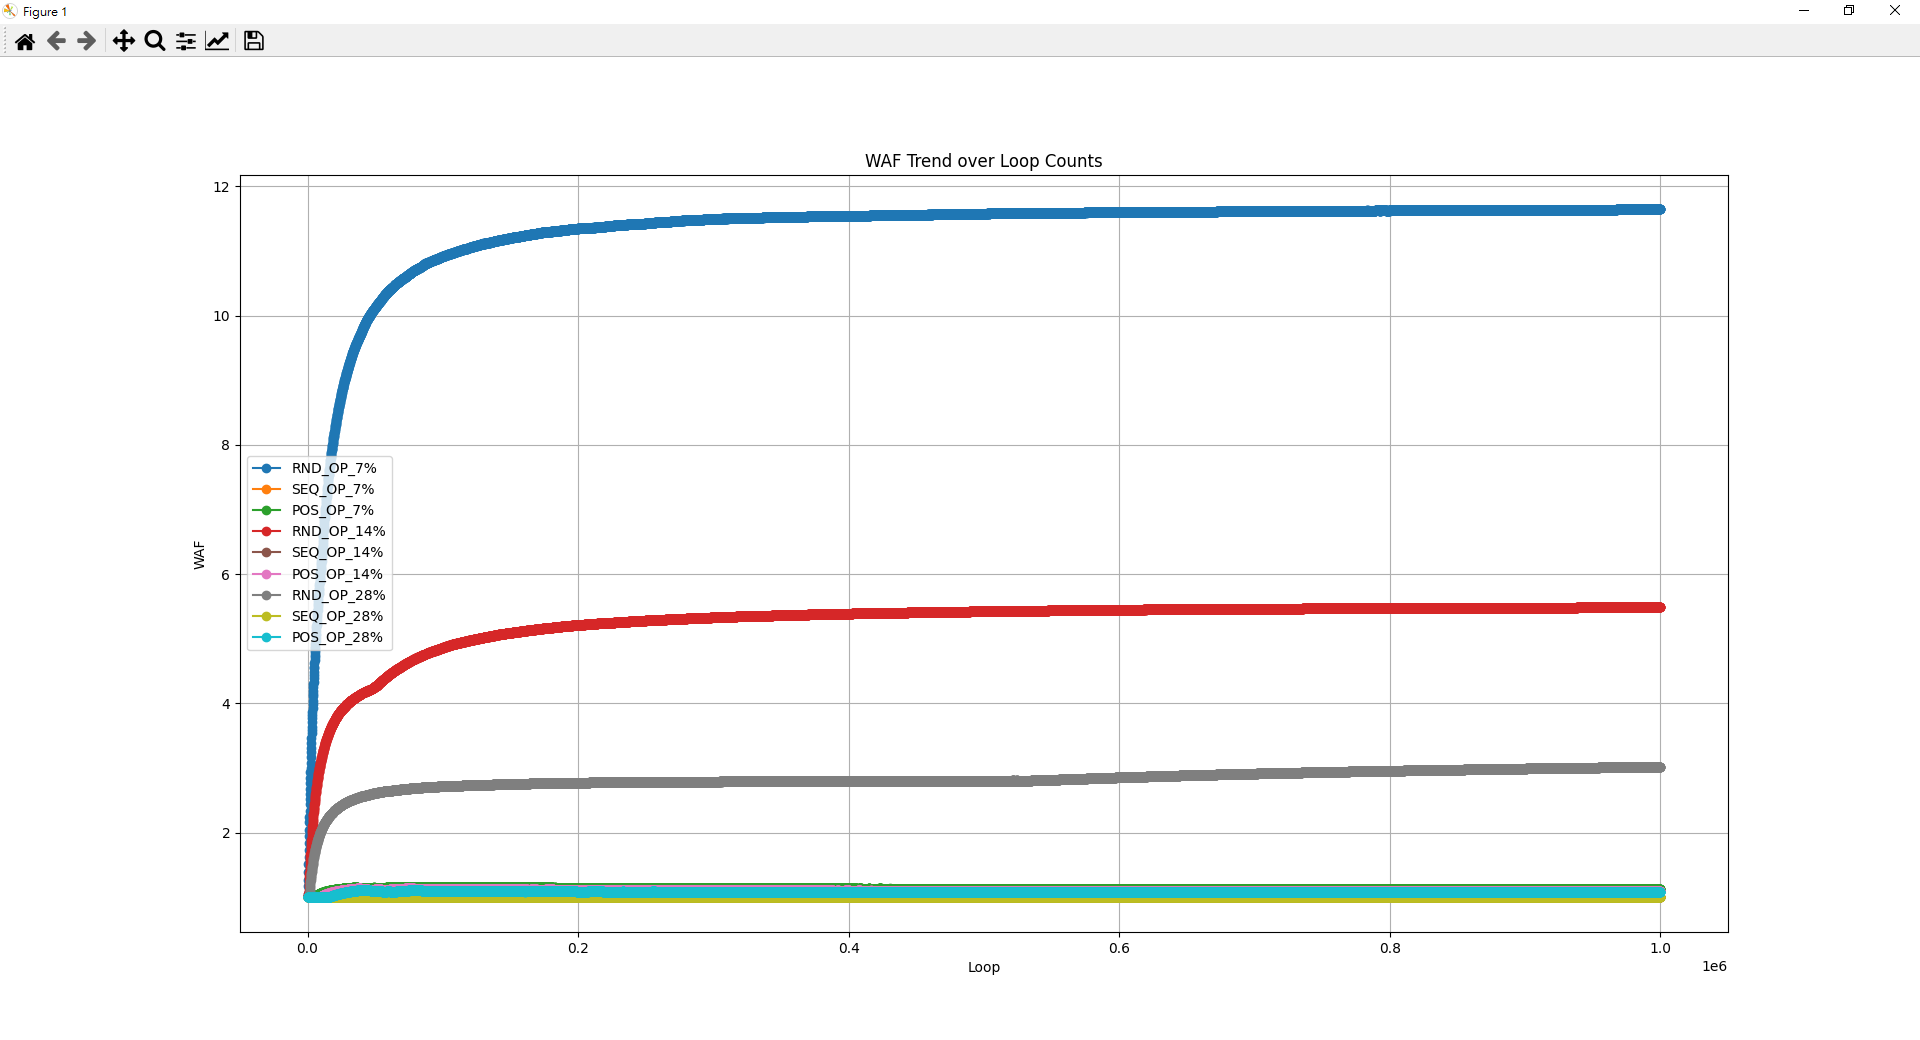 Figure 1
WAF Trend over Loop Counts
12
10
8
6
4
2
WAF
RND_OP_7%
SEQ_OP_7%
POS_OP_7%
RND_OP_14%
SEQ_OP_14%
POS_OP_14%
RND_OP_28%
SEQ_OP_28%
POS_OP_28%
0.0 0.2 0.4 0.6 0.8 1.0
Loop
1e6